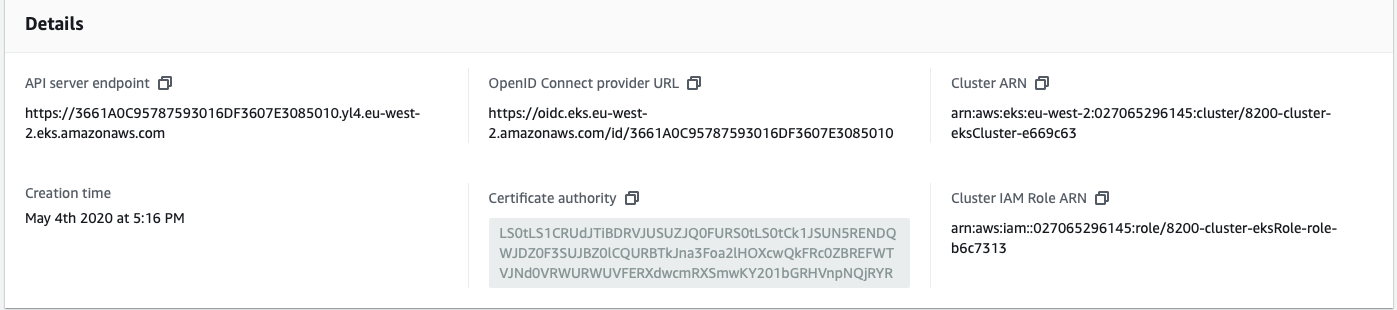 Details
API server endpoint
https://3661A0C95787593016DF3607E3085010.yl4.eu-west-
2.eks.amazonaws.com
OpenID Connect provider URL
https://oidc.eks.eu-west-
2.amazonaws.com/id/3661A0C95787593016DF3607E3085010
Cluster ARN
arn:aws:eks:eu-west-2:027065296145:cluster/8200-cluster-
eksCluster-e669c63
Creation time
May 4th 2020 at 5:16 PM
Certificate authority
LS0tLS1CRUdJTiBDRVJUSUZJQ0FURS0tLS0tCk1JSUN5RENDQ
WJDZ0F3SUJBZ0lCQURBTkJna3Foa2lHOXcwQkFRc0ZBREFWT
VJNd0VRWURWUVFERXdwcmRXSmwKY201bGRHVnpNQjRYR
Cluster IAM Role ARN
arn:aws:iam::027065296145:role/8200-cluster-eksRole-role-
b6c7313